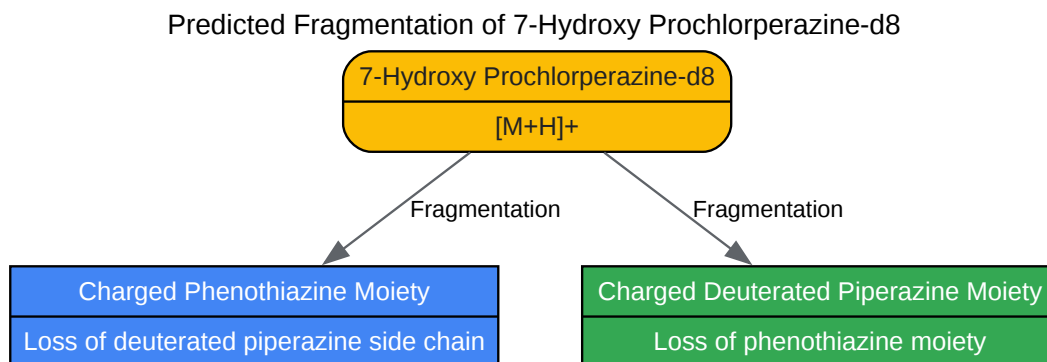 Predicted Fragmentation of 7-Hydroxy Prochlorperazine-d8
7-Hydroxy Prochlorperazine-d8
[M+H]+
Fragmentation
Fragmentation
Charged Phenothiazine Moiety
Loss of deuterated piperazine side chain
Charged Deuterated Piperazine Moiety
Loss of phenothiazine moiety